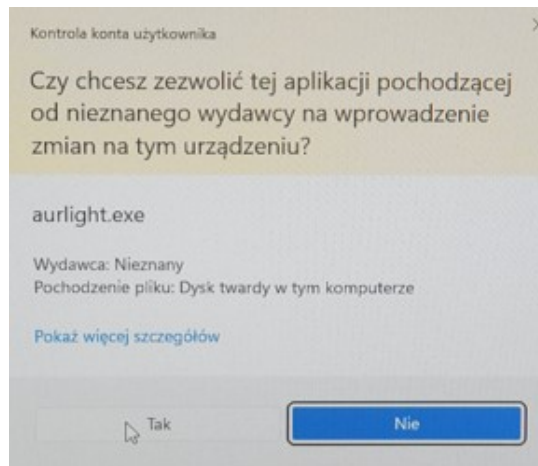 Kontrola konta użytkownika
Czy chcesz zezwolić tej aplikacji pochodzącej
od nieznanego wydawcy na wprowadzenie
zmian na tym urządzeniu?
aurlight.exe
Wydawca: Nieznany
Pochodzenie pliku: Dysk twardy w tym komputerze
Pokaż więcej szczegółów
Tak
Nie